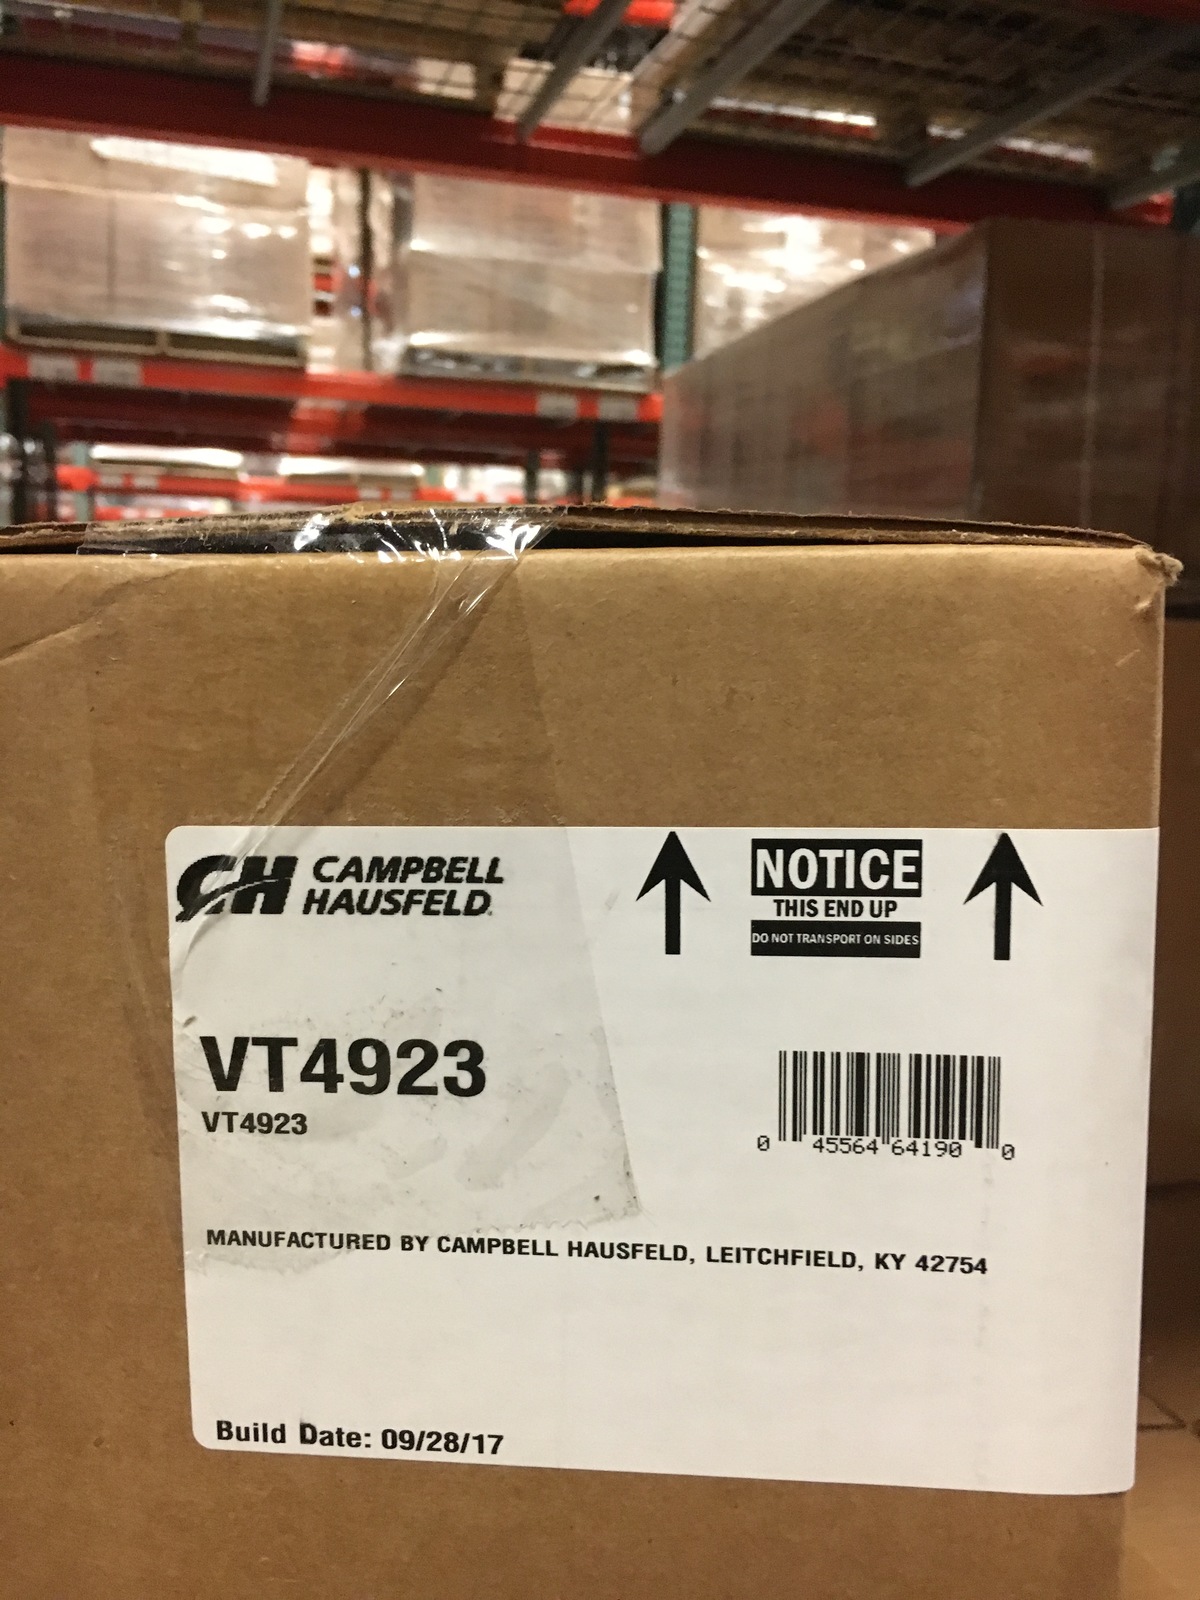 CH CAMPBELL
HAUSFELD.
NOTICE
THIS END UP
DO NOT TRANSPORT ON SIDES
VT4923
VT4923
0 45564 64190 0
MANUFACTURED BY CAMPBELL HAUSFELD, LEITCHFIELD, KY 42754
Build Date: 09/28/17